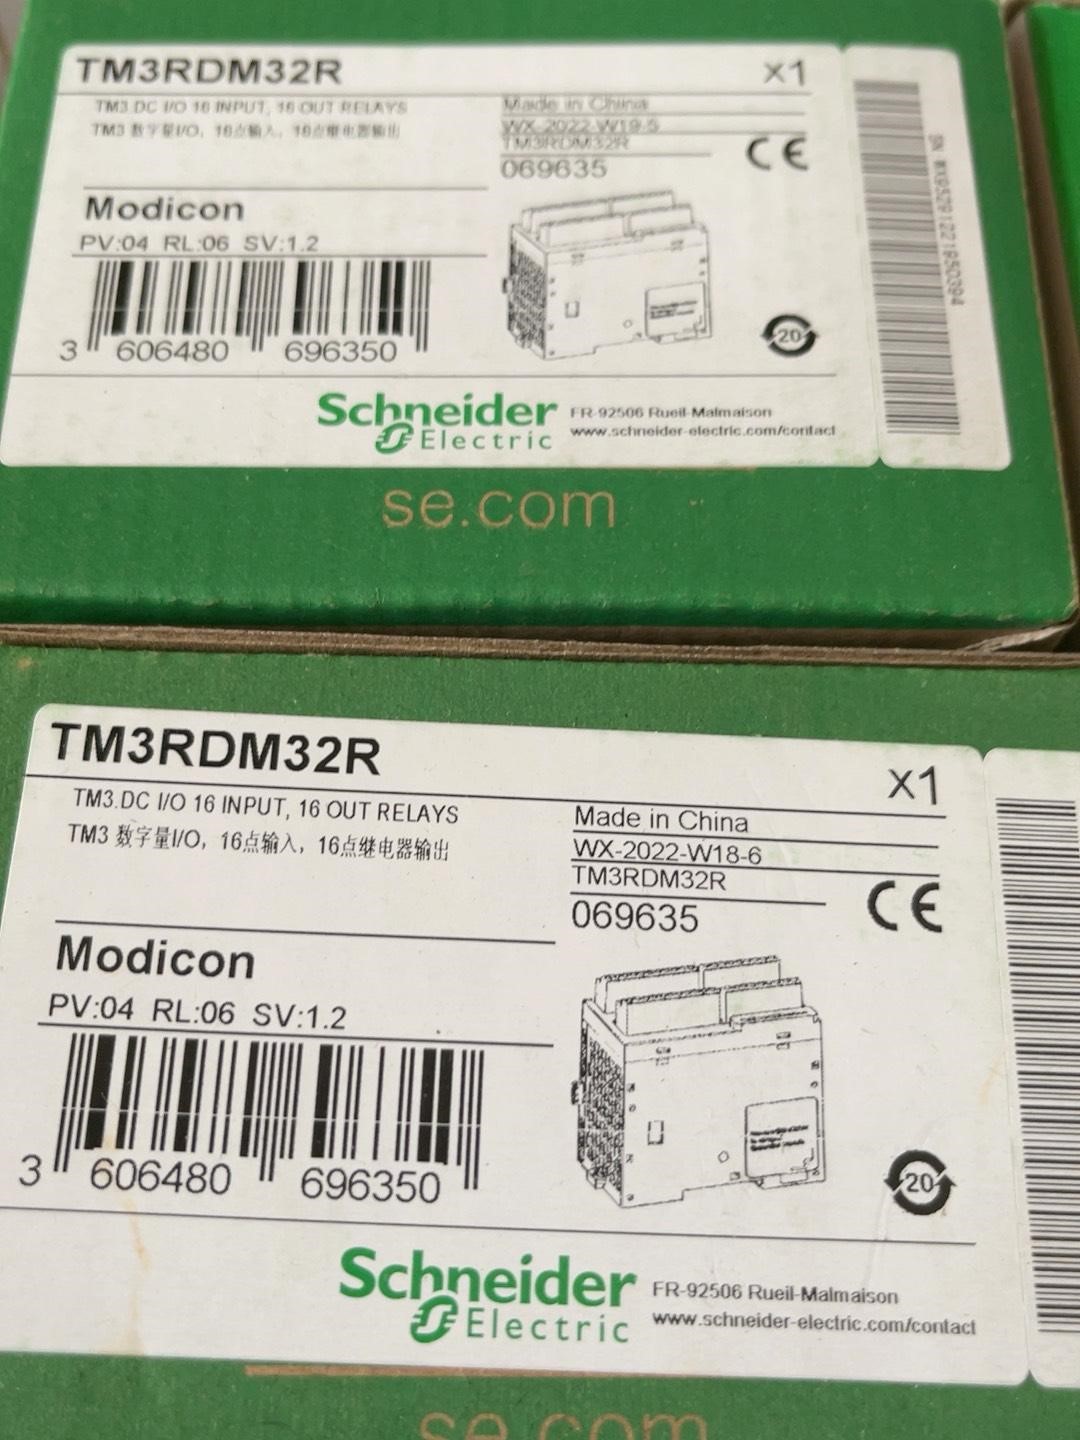 TM3RDM32R
x1
TM3 DC I/O 16 INPUT, 16 OUT RELAYS
TM3 数字量I/O，16点输入，16点继电器输出
Made in China
WX-2022-W19-5
TM3RDM32R
069635
CE
Modicon
PV:04 RL:06 SV:1.2
3 606480 696350
20
Schneider
Electric
FR-92506 Rueil-Malmaison
www.schneider-electric.com/contact
se.com
TM3RDM32R
x1
TM3.DC I/O 16 INPUT, 16 OUT RELAYS
TM3 数字量I/O，16点输入，16点继电器输出
Made in China
WX-2022-W18-6
TM3RDM32R
069635
CE
Modicon
PV:04 RL:06 SV:1.2
3 606480 696350
20
Schneider
Electric
FR-92506 Rueil-Malmaison
www.schneider-electric.com/contact
se.com